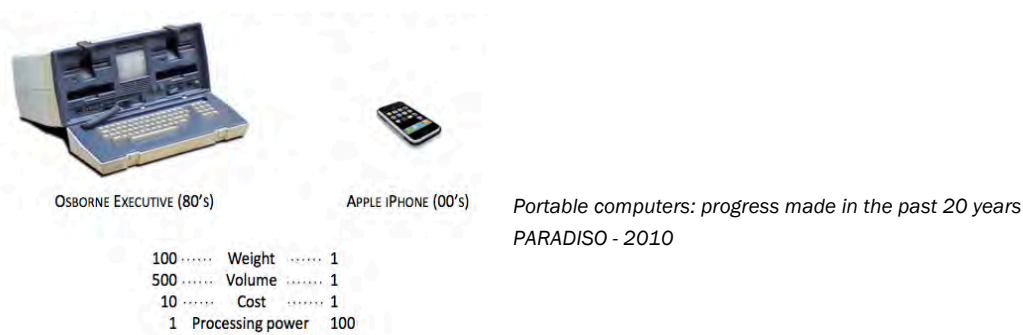 OSBORNE EXECUTIVE (80'S)
APPLE IPHONE (00'S)
Portable computers: progress made in the past 20 years
PARADISO - 2010
100 ...... Weight ...... 1
500 ...... Volume ....... 1
10 ...... Cost ....... 1
1 Processing power 100